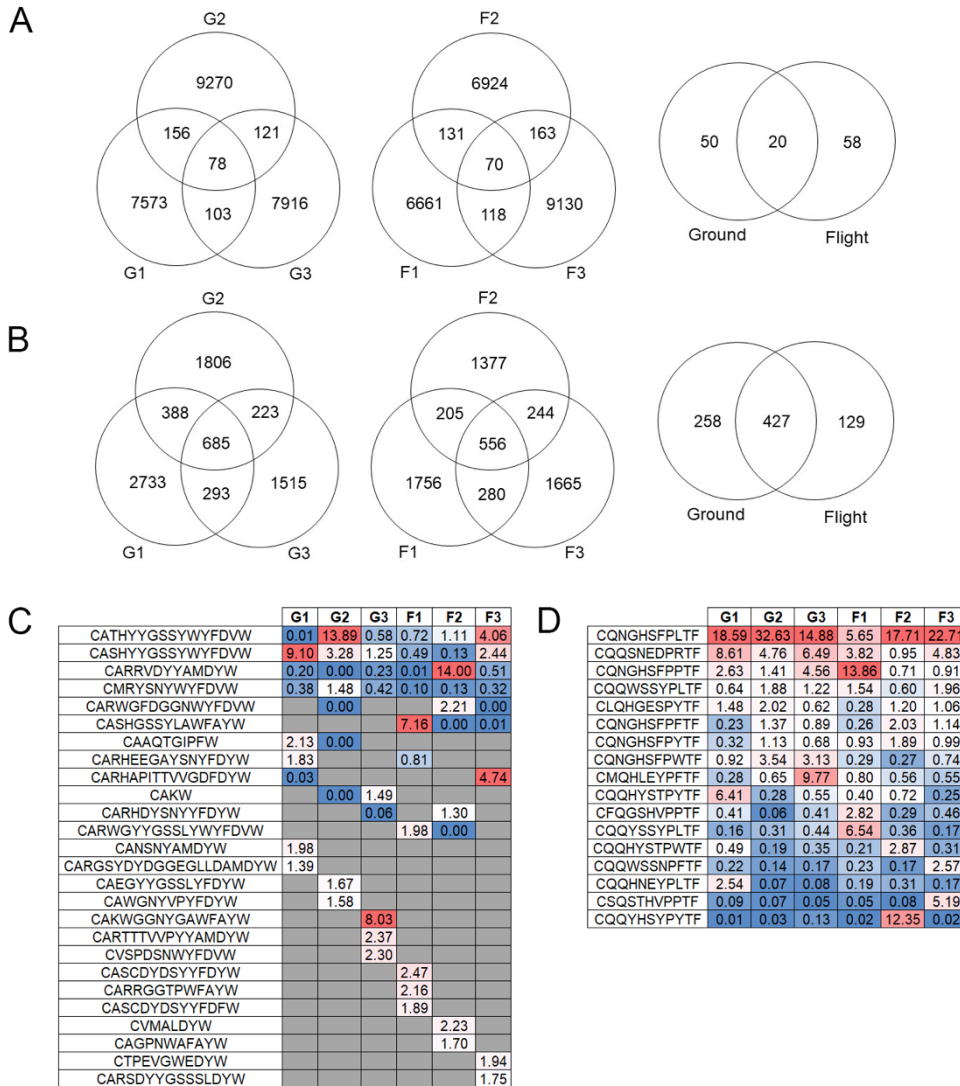 A
G2
9270
156
121
78
7573
103
7916
G1
G3
F2
6924
131
163
70
6661
118
9130
F1
F3
50
20
58
Ground
Flight
B
G2
1806
388
223
685
2733
293
1515
G1
G3
F2
1377
205
244
556
1756
280
1665
F1
F3
258
427
129
Ground
Flight
C
G1 G2 G3 F1 F2 F3
CATHYYGSSYWYFDVW 0.01 13.89 0.58 0.72 1.11 4.06
CASHYYGSSYWYFDVW 9.10 3.28 1.25 0.49 0.13 2.44
CARRVDYYAMDYW 0.20 0.00 0.23 0.01 14.00 0.51
CMRYSNYWYFDVW 0.38 1.48 0.42 0.10 0.13 0.32
CARWGFDGGNWYFDVW 0.00 2.21 0.00
CASHGSSYLAWFAYW 7.16 0.00 0.01
CAAQTGIPFW 2.13 0.00
CARHEEGAYSNYFDYW 1.83 0.81
CARHAPITTVVGDFDYW 0.03 4.74
CAKW 0.00 1.49
CARHDYSNYYFDYW 0.06 1.30
CARWGYYGSSLYWYFDVW 1.98 0.00
CANSNYAMDYW 1.98
CARGSYDYDGGEGLLDAMDYW 1.39
CAEGYYGSSLYFDYW 1.67
CAWGNYVPYFDYW 1.58
CAKWGGNYGAWFAYW 8.03
CARTTTVVPYYAMDYW 2.37
CVSPDSNWYFDVW 2.30
CASCDYDSYYFDYW 2.47
CARRGGTPWFAYW 2.16
CASCDYDSYYFDFW 1.89
CVMALDYW 2.23
CAGPNWAFAYW 1.70
CTPEVGWEDYW 1.94
CARSDYYGSSSLDYW 1.75
D
G1 G2 G3 F1 F2 F3
CQNGHSFPLTF 18.59 32.63 14.88 5.65 17.71 22.71
CQQSNEDPRTF 8.61 4.76 6.49 3.82 0.95 4.83
CQNGHSFPPTF 2.63 1.41 4.56 13.86 0.71 0.91
CQQWSSYPLTF 0.64 1.88 1.22 1.54 0.60 1.96
CLQHGESPYTF 1.48 2.02 0.62 0.28 1.20 1.06
CQNGHSFPFTF 0.23 1.37 0.89 0.26 2.03 1.14
CQNGHSFPYTF 0.32 1.13 0.68 0.93 1.89 0.99
CQNGHSFPWTF 0.92 3.54 3.13 0.29 0.27 0.74
CMQHLEYPFTF 0.28 0.65 9.77 0.80 0.56 0.55
CQQHYSTPYTF 6.41 0.28 0.55 0.40 0.72 0.25
CFQGSHVPPTF 0.41 0.06 0.41 2.82 0.29 0.46
CQQYSSYPLTF 0.16 0.31 0.44 6.54 0.36 0.17
CQQHYSTPWTF 0.49 0.19 0.35 0.21 2.87 0.31
CQQWSSNPFTF 0.22 0.14 0.17 0.23 0.17 2.57
CQQHNEYPLTF 2.54 0.07 0.08 0.19 0.31 0.17
CSQSTHVPPTF 0.09 0.07 0.05 0.05 0.08 5.19
CQQYHSYPYTF 0.01 0.03 0.13 0.02 12.35 0.02